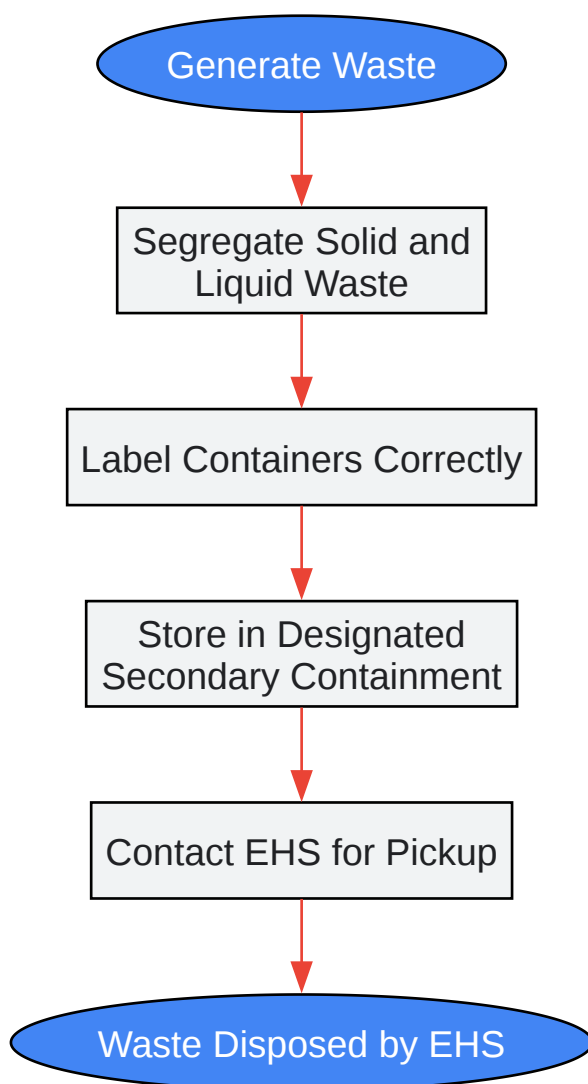 Generate Waste
Segregate Solid and
Liquid Waste
Label Containers Correctly
Store in Designated
Secondary Containment
Contact EHS for Pickup
Waste Disposed by EHS